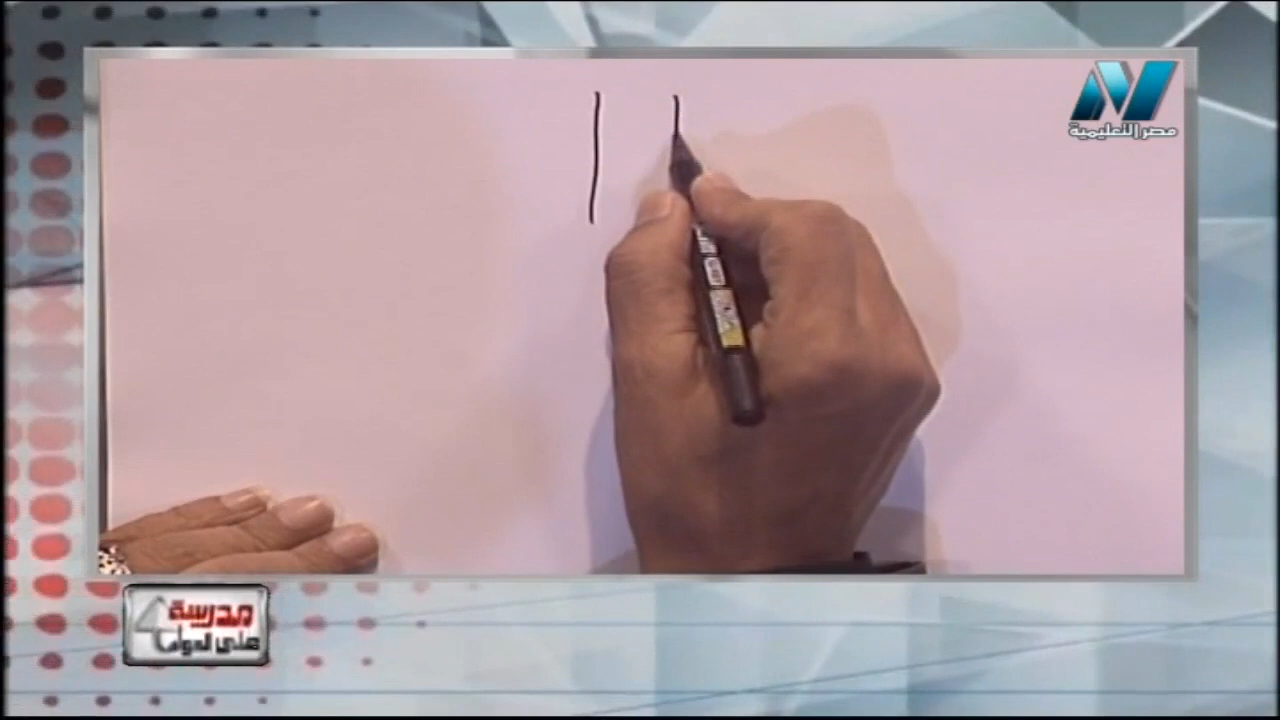 مصر التعليمية
مدرسة
على الهواء